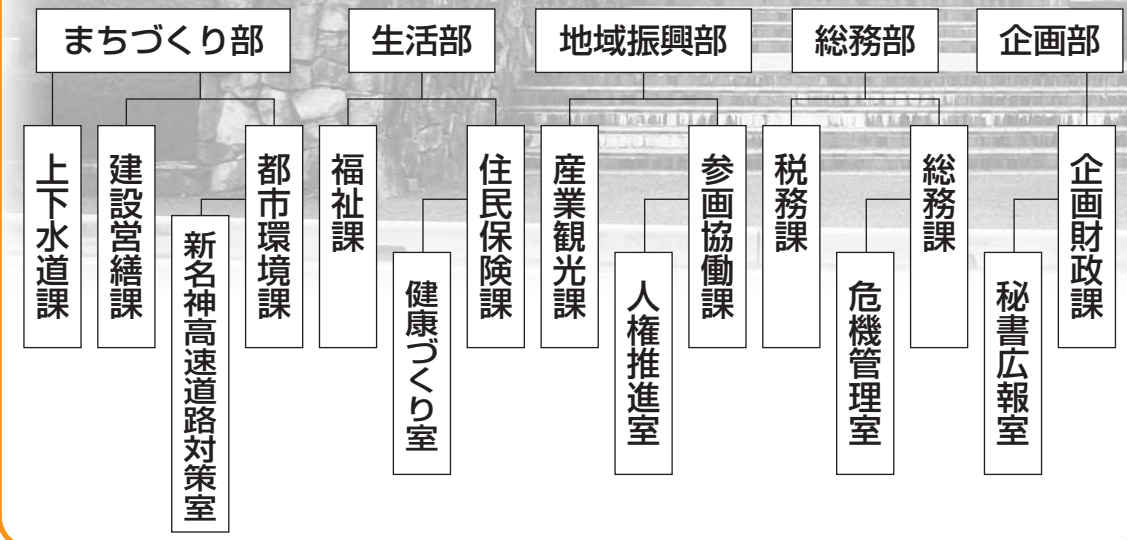 企画部
企画財政課
秘書広報室
総務部
総務課
危機管理室
税務課
地域振興部
参画協働課
人権推進室
産業観光課
生活部
住民保険課
健康づくり室
福祉課
まちづくり部
都市環境課
新名神高速道路対策室
建設営繕課
上下水道課